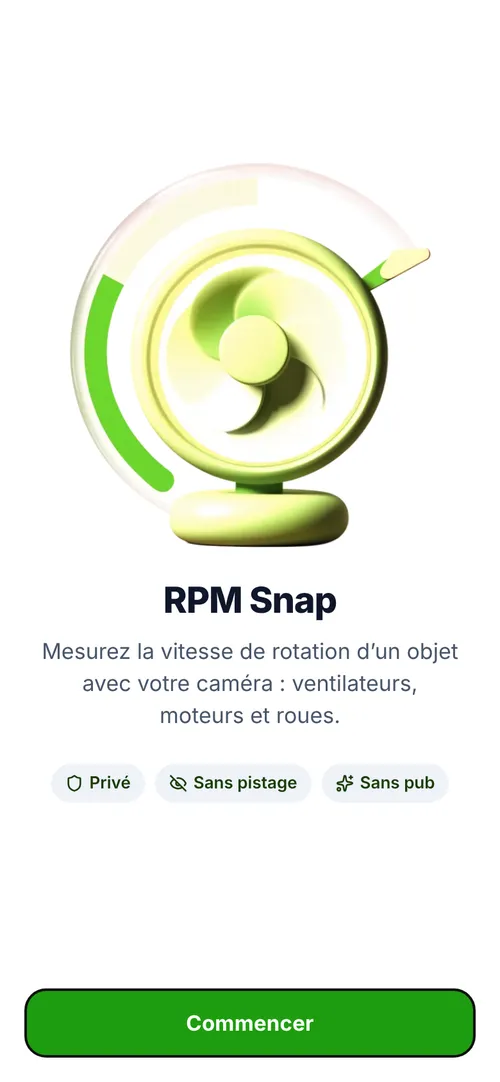 RPM Snap
Mesurez la vitesse de rotation d’un objet
avec votre caméra : ventilateurs,
moteurs et roues.
Privé
Sans pistage
Sans pub
Commencer